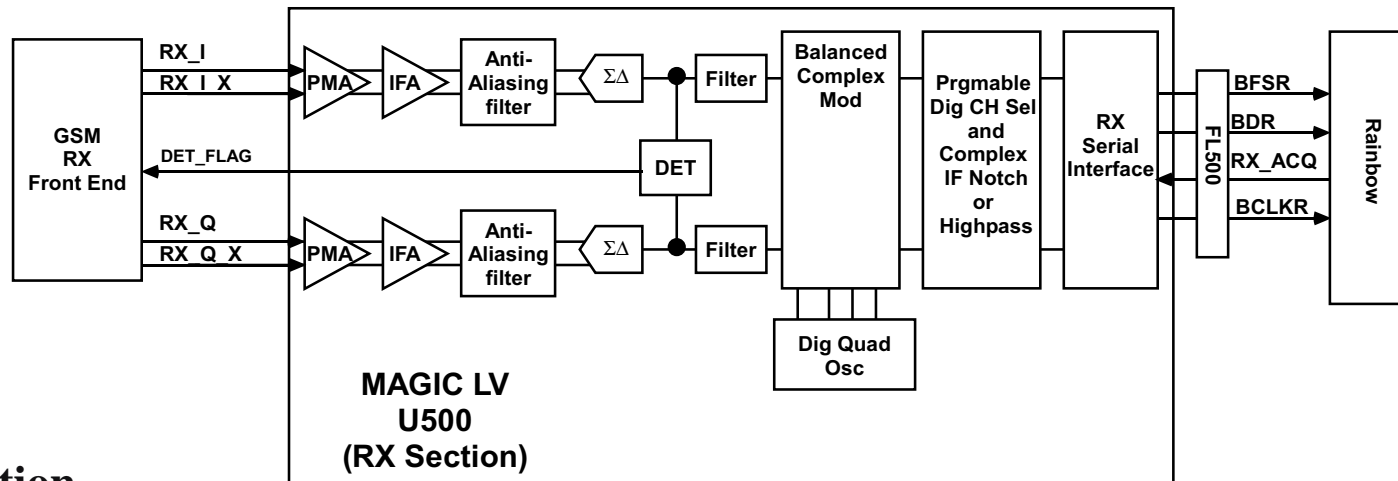 GSM
RX
Front End
RX_I
RX_I_X
DET_FLAG
RX_Q
RX_Q_X
PMA
IFA
Anti-
Aliasing
filter
ΣΔ
Filter
DET
PMA
IFA
Anti-
Aliasing
filter
ΣΔ
Filter
Balanced
Complex
Mod
Dig Quad
Osc
Prgmable
Dig CH Sel
and
Complex
IF Notch
or
Highpass
RX
Serial
Interface
FL500
BFSR
BDR
RX_ACQ
BCLKR
Rainbow
MAGIC LV
U500
(RX Section)